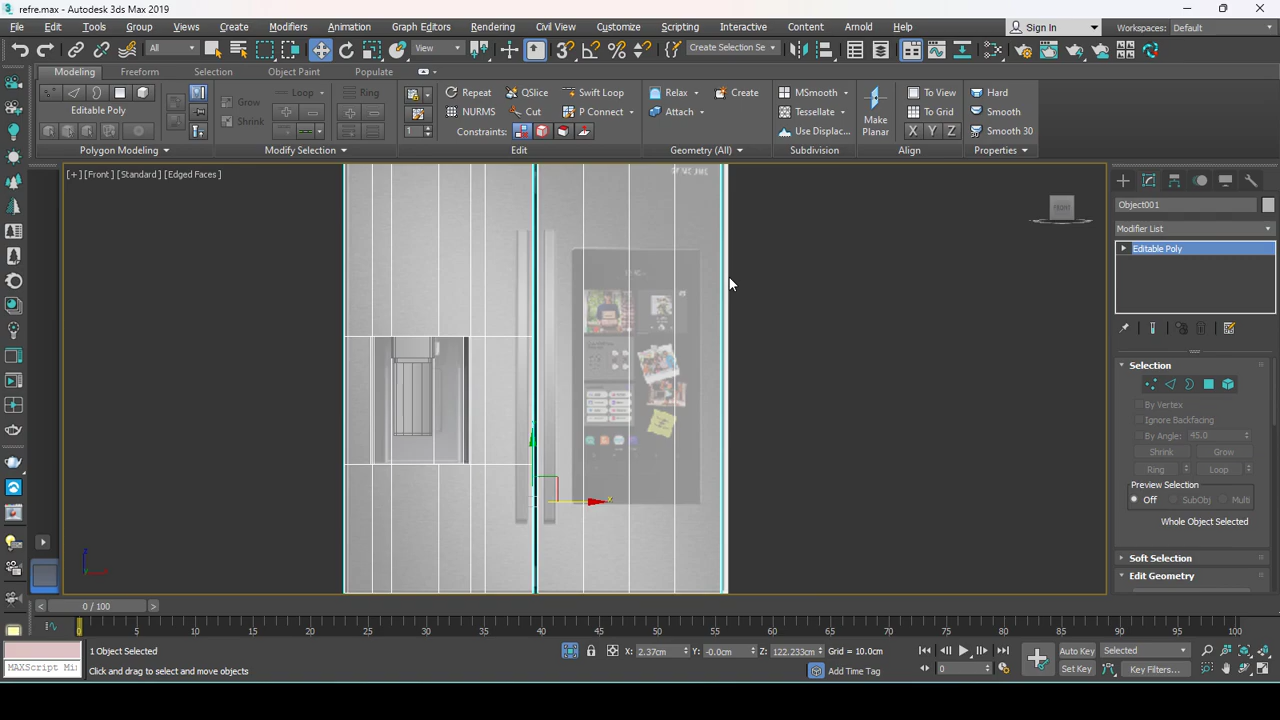 refre.max - Autodesk 3ds Max 2019
File Edit Tools Group Views Create Modifiers Animation Graph Editors Rendering Civil View Customize Scripting Interactive Content Arnold Help Sign In Workspaces: Default
All View Create Selection Se
Modeling Freeform Selection Object Paint Populate
Grow Loop Ring Repeat QSlice Swift Loop Relax Create MSmooth To View Hard
Editable Poly Shrink NURMS Cut P Connect Attach Tessellate Make Planar To Grid Smooth
1 Constraints: Use Displac... X Y Z Smooth 30
Polygon Modeling Modify Selection Edit Geometry (All) Subdivision Align Properties
[+] [Front] [Standard] [Edged Faces]
FRONT
Object001
Modifier List
Editable Poly
Selection
By Vertex
Ignore Backfacing
By Angle: 45.0
Shrink Grow
Ring Loop
Preview Selection
Off SubObj Multi
Whole Object Selected
Soft Selection
Edit Geometry
x
z
0 / 100
0 5 10 15 20 25 30 35 40 45 50 55 60 65 70 75 80 85 90 95 100
1 Object Selected X: 2.37cm Y: -0.0cm Z: 122.233cm Grid = 10.0cm Auto Key Selected
MAXScript Mi Click and drag to select and move objects Add Time Tag 0 Set Key Key Filters...